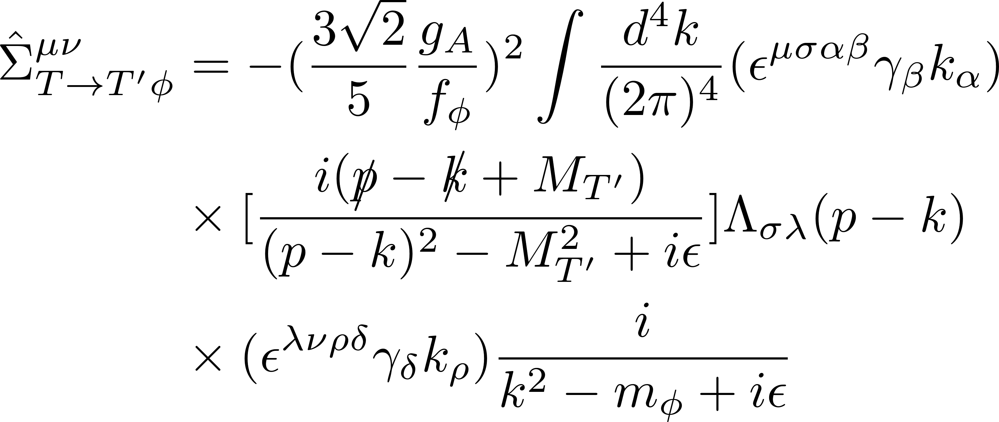 \hat{\Sigma}^{\mu\nu}_{T\to T'\phi} = -(\frac{3\sqrt{2}}{5}\frac{g_A}{f_\phi})^2 \int \frac{d^4k}{(2\pi)^4} (\epsilon^{\mu\sigma\alpha\beta}\gamma_\beta k_\alpha)
\times [\frac{i(\not{p} - \not{k} + M_{T'})}{(p-k)^2 - M^2_{T'} + i\epsilon}] \Lambda_{\sigma\lambda}(p-k)
\times (\epsilon^{\lambda\nu\rho\delta}\gamma_\delta k_\rho) \frac{i}{k^2 - m_\phi + i\epsilon}